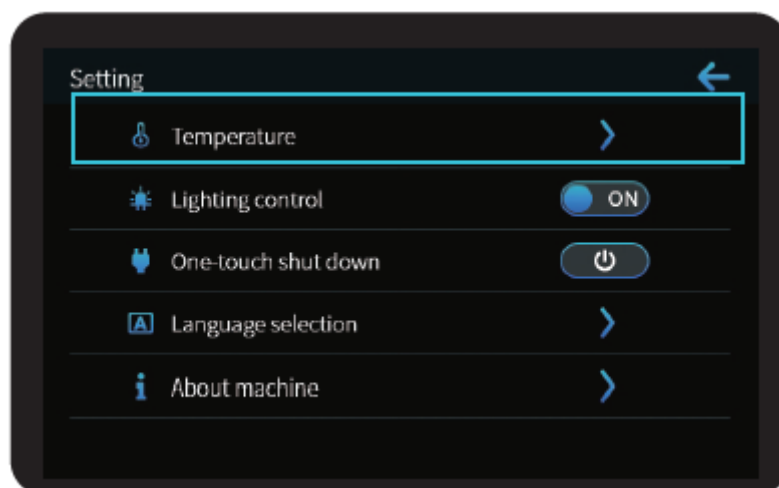 Setting
Temperature
Lighting control
ON
One-touch shut down
A Language selection
About machine